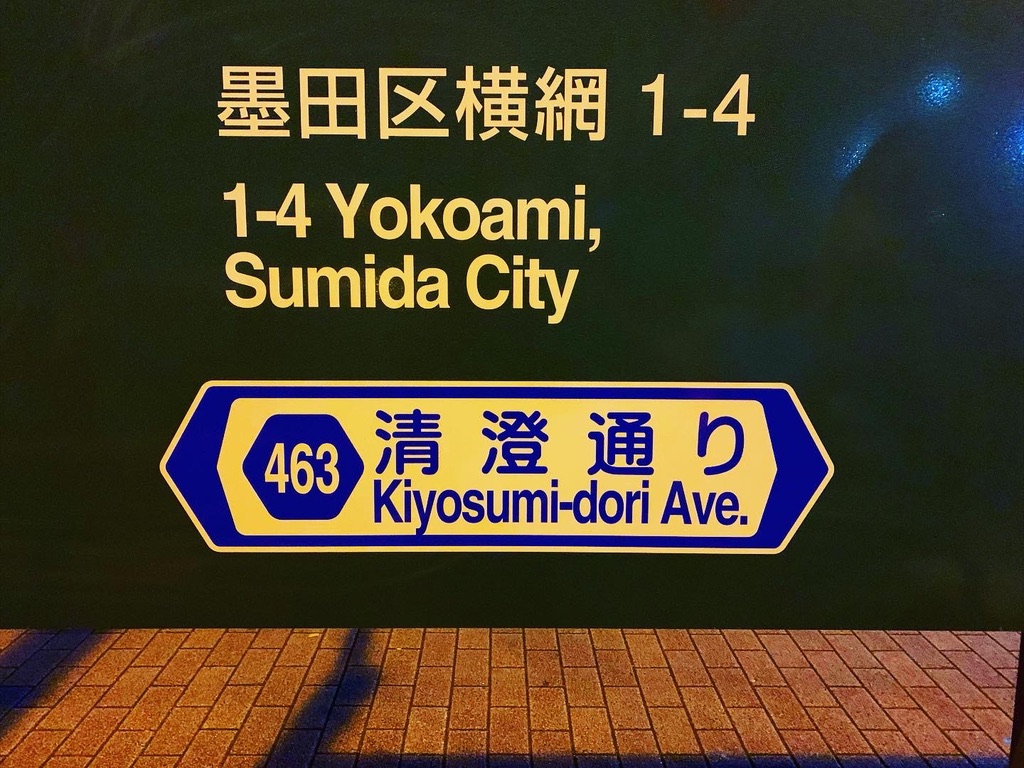 墨田区横網 1-4
1-4 Yokoami,
Sumida City
463
清澄通り
Kiyosumi-dori Ave.